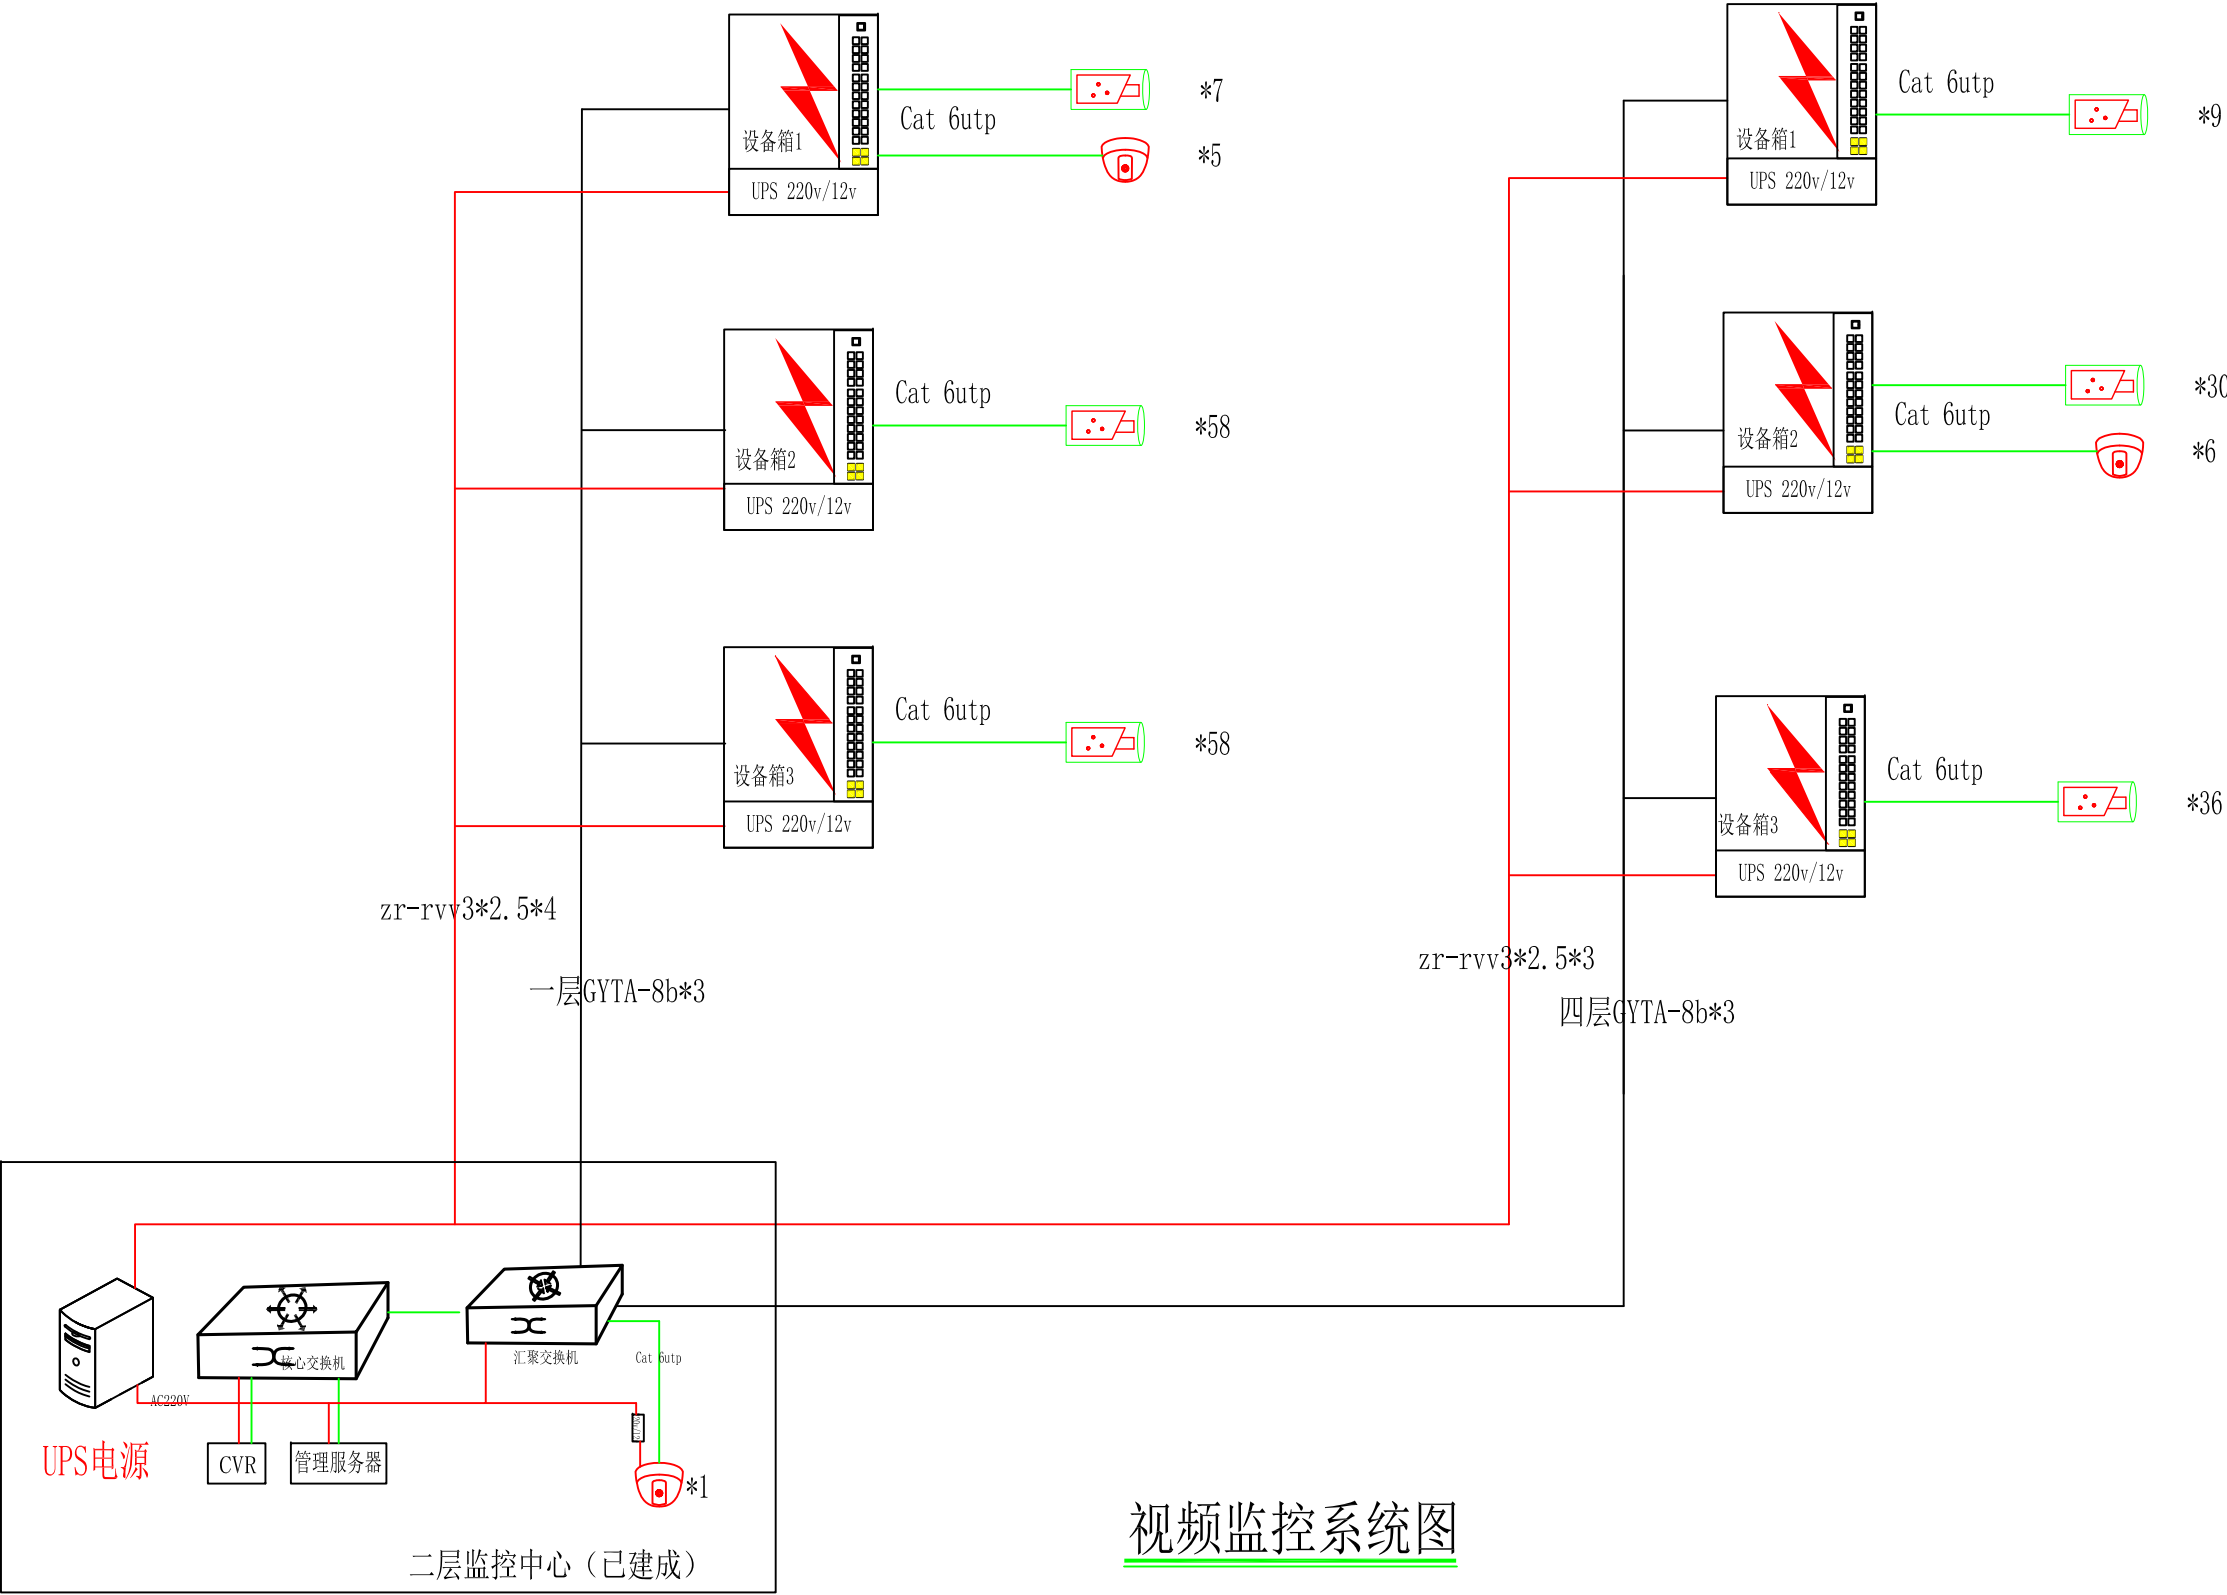 设备箱1
UPS 220v/12v
Cat 6utp
*7
*5
设备箱2
UPS 220v/12v
Cat 6utp
*58
设备箱3
UPS 220v/12v
Cat 6utp
*58
zr-rvv3*2.5*4
一层GYTA-8b*3
设备箱1
UPS 220v/12v
Cat 6utp
*9
设备箱2
UPS 220v/12v
Cat 6utp
*30
*6
设备箱3
UPS 220v/12v
Cat 6utp
*36
zr-rvv3*2.5*3
四层GYTA-8b*3
核心交换机
汇聚交换机
Cat 6utp
AC220V
UPS电源
CVR
管理服务器
*1
二层监控中心（已建成）
视频监控系统图